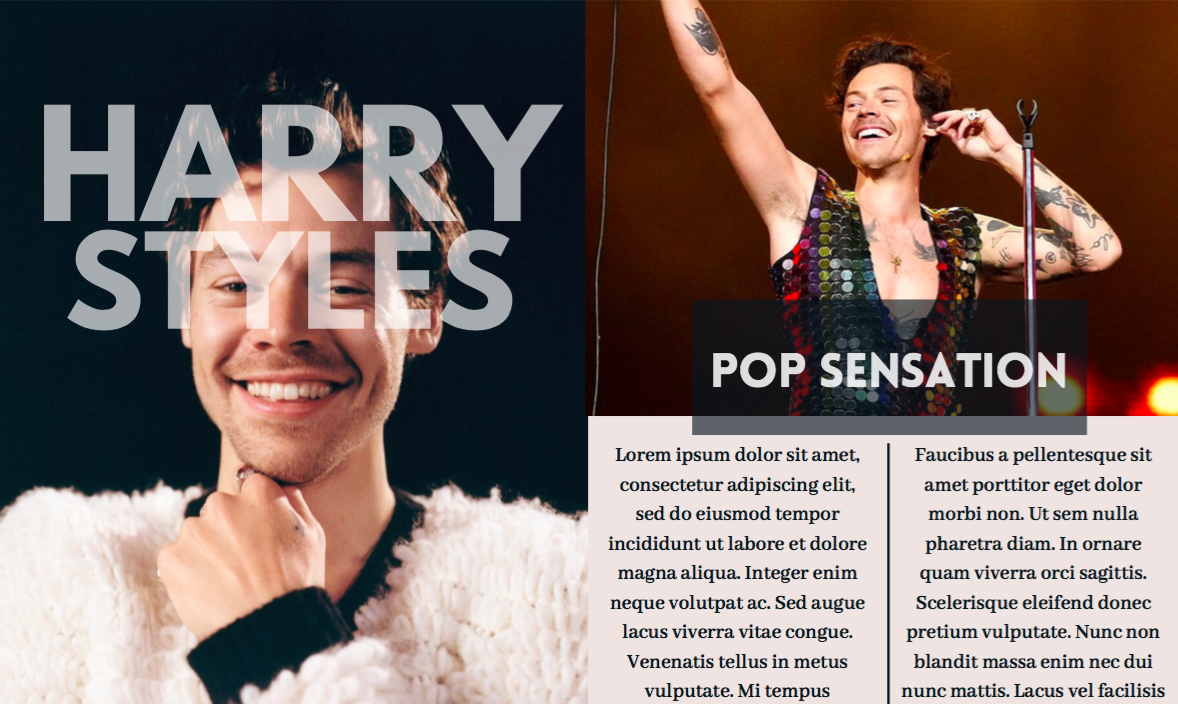 HARRY
STYLES
POP SENSATION
Lorem ipsum dolor sit amet,
consectetur adipiscing elit,
sed do eiusmod tempor
incididunt ut labore et dolore
magna aliqua. Integer enim
neque volutpat ac. Sed augue
lacus viverra vitae congue.
Venenatis tellus in metus
vulputate. Mi tempus
Faucibus a pellentesque sit
amet porttitor eget dolor
morbi non. Ut sem nulla
pharetra diam. In ornare
quam viverra orci sagittis.
Scelerisque eleifend donec
pretium vulputate. Nunc non
blandit massa enim nec dui
nunc mattis. Lacus vel facilisis